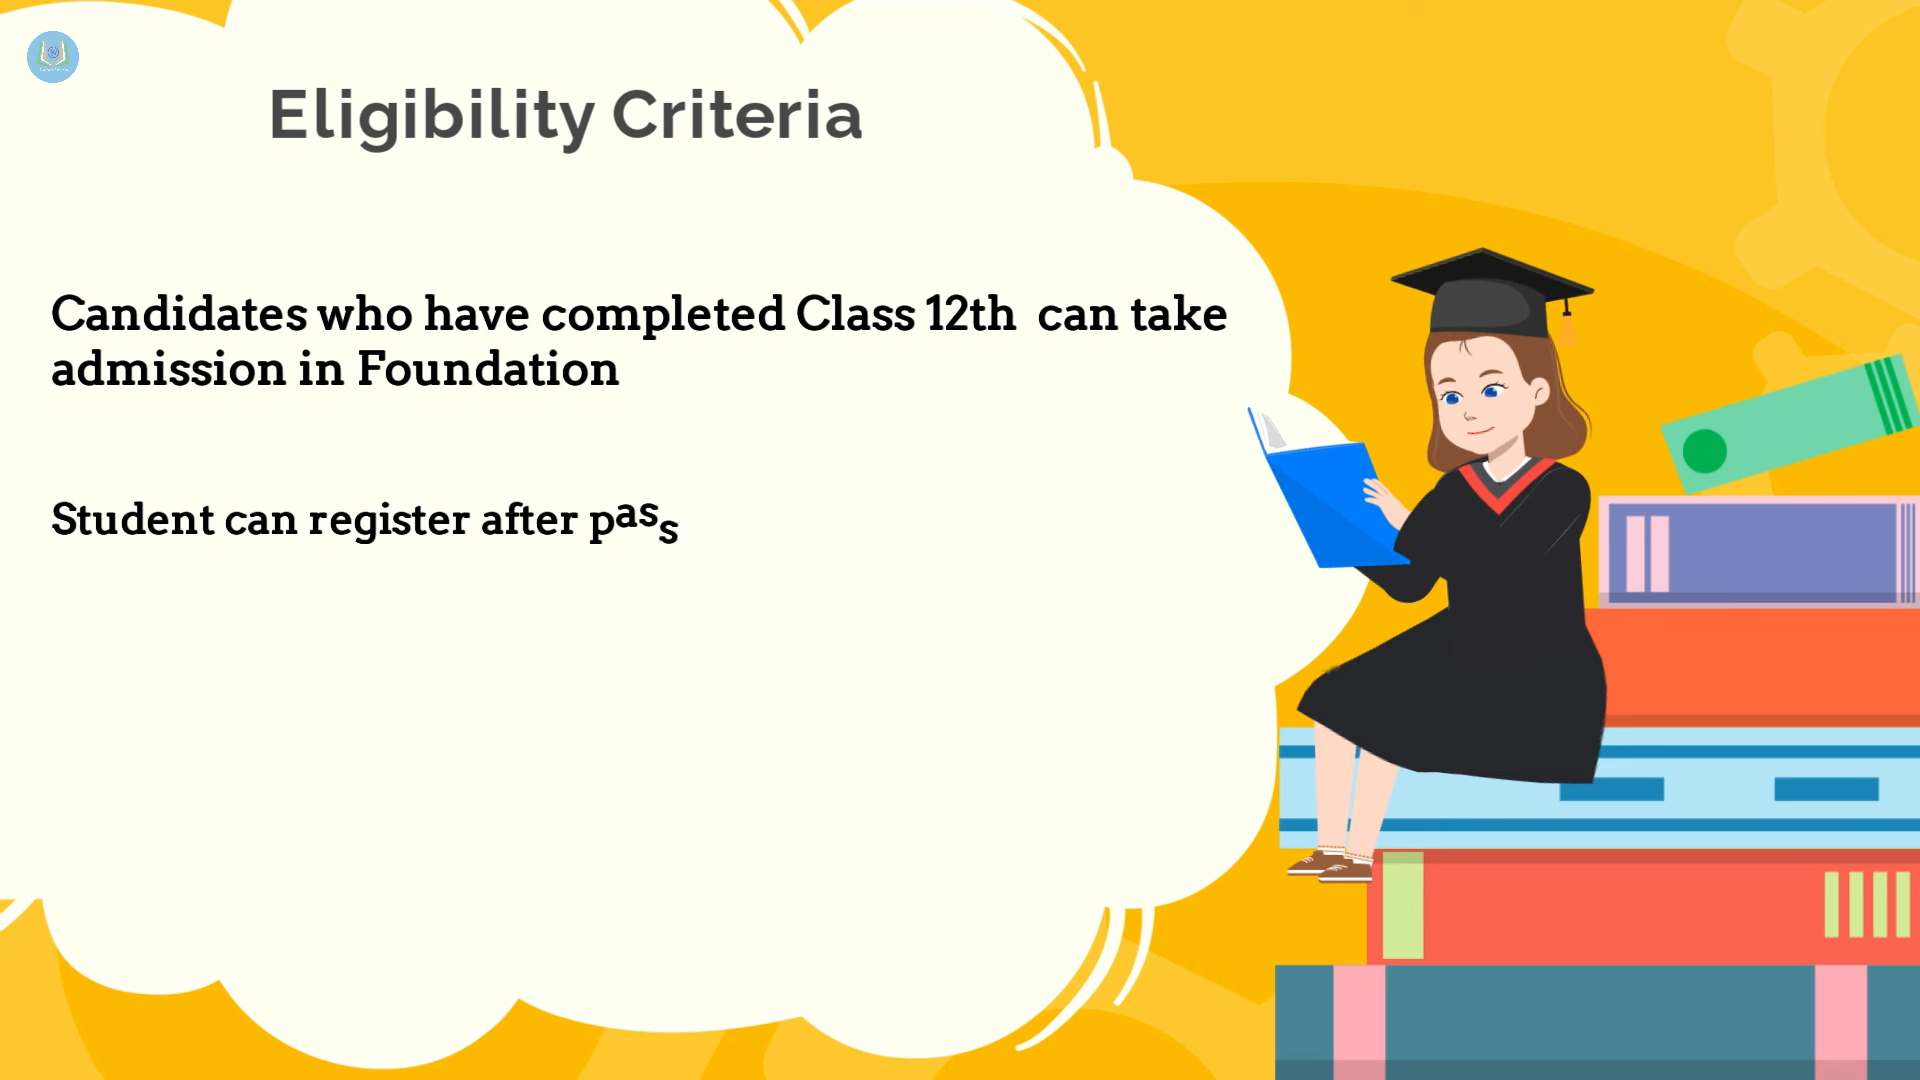 Eligibility Criteria
Candidates who have completed Class 12th can take
admission in Foundation
Student can register after pass